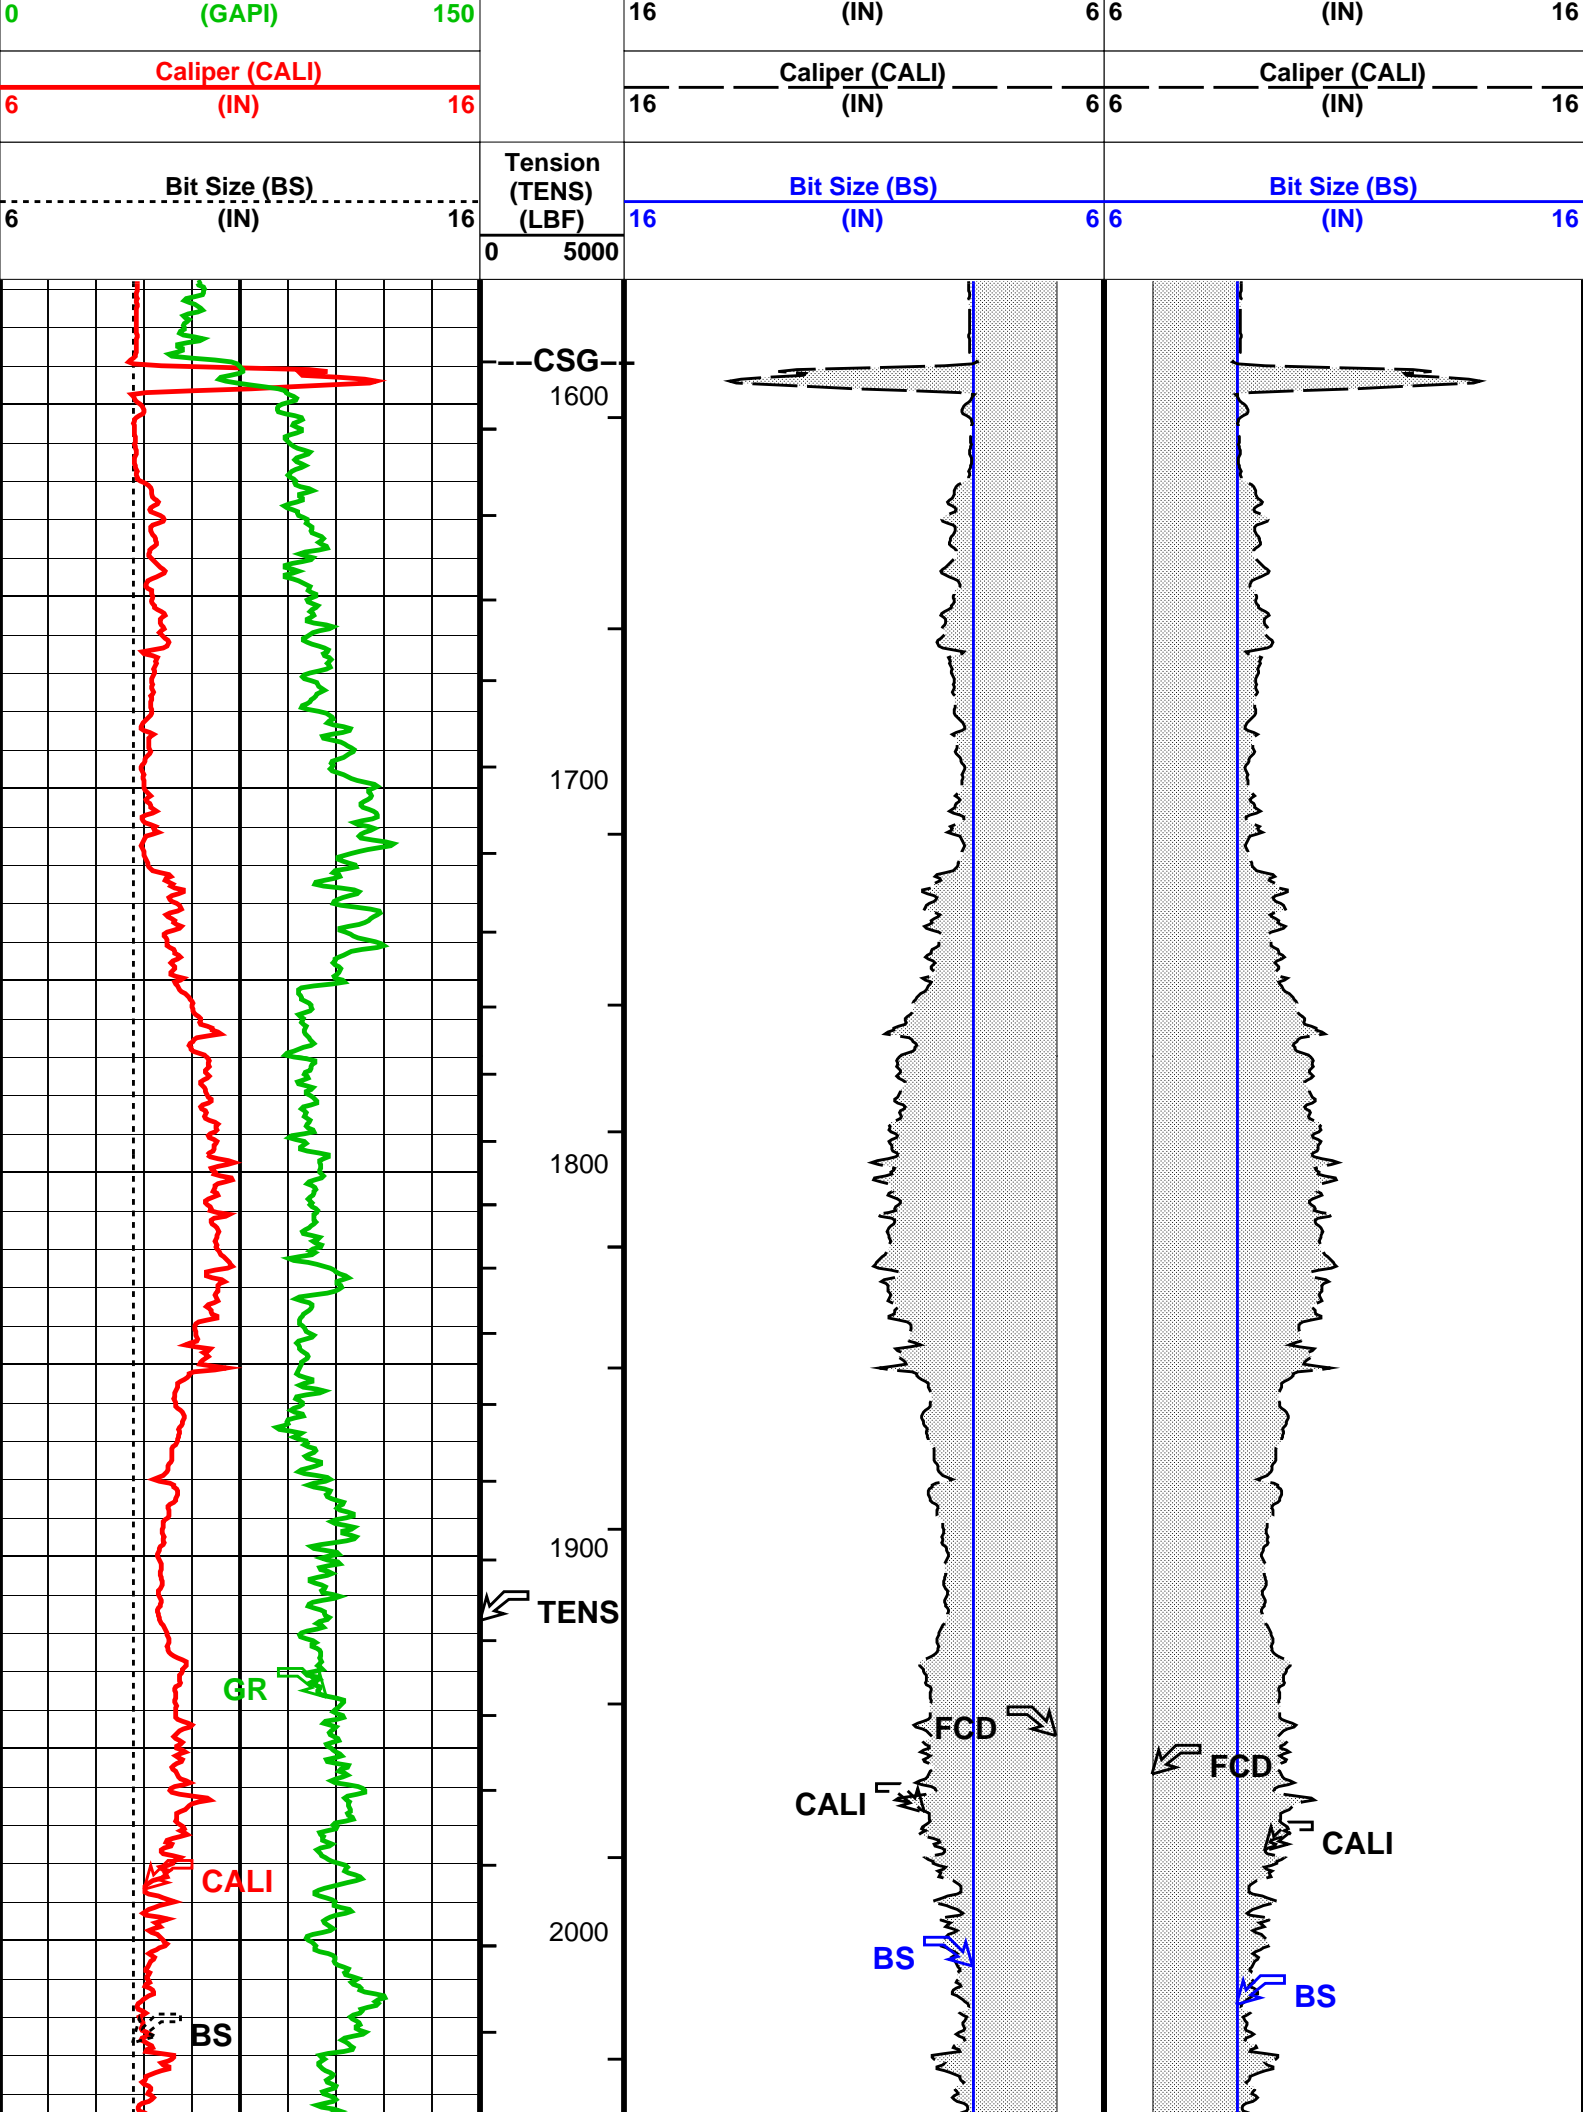 0 (GAPI) 150
16 (IN) 6
6 (IN) 16
Caliper (CALI)
6 (IN) 16
Caliper (CALI)
16 (IN) 6
Caliper (CALI)
6 (IN) 16
Bit Size (BS)
6 (IN) 16
Tension
(TENS)
(LBF)
0 5000
Bit Size (BS)
16 (IN) 6
Bit Size (BS)
6 (IN) 16
CSG
1600
1700
1800
1900
TENS
GR
FCD
FCD
CALI
CALI
CALI
2000
BS
BS
BS